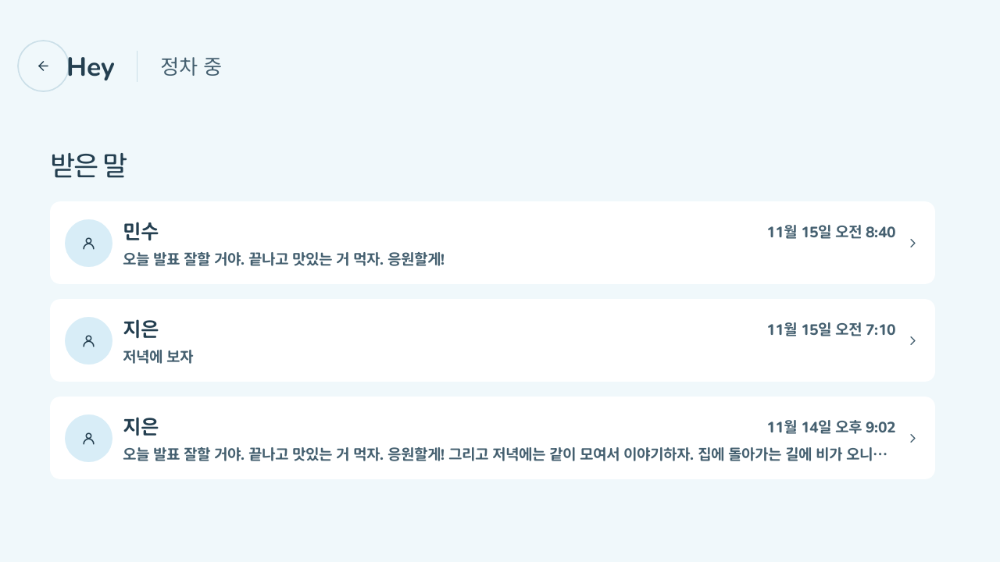 Hey
정차 중
받은 말
민수
11월 15일 오전 8:40
오늘 발표 잘할 거야. 끝나고 맛있는 거 먹자. 응원할게!
지은
11월 15일 오전 7:10
저녁에 보자
지은
11월 14일 오후 9:02
오늘 발표 잘할 거야. 끝나고 맛있는 거 먹자. 응원할게! 그리고 저녁에는 같이 모여서 이야기하자. 집에 돌아가는 길에 비가 오니…